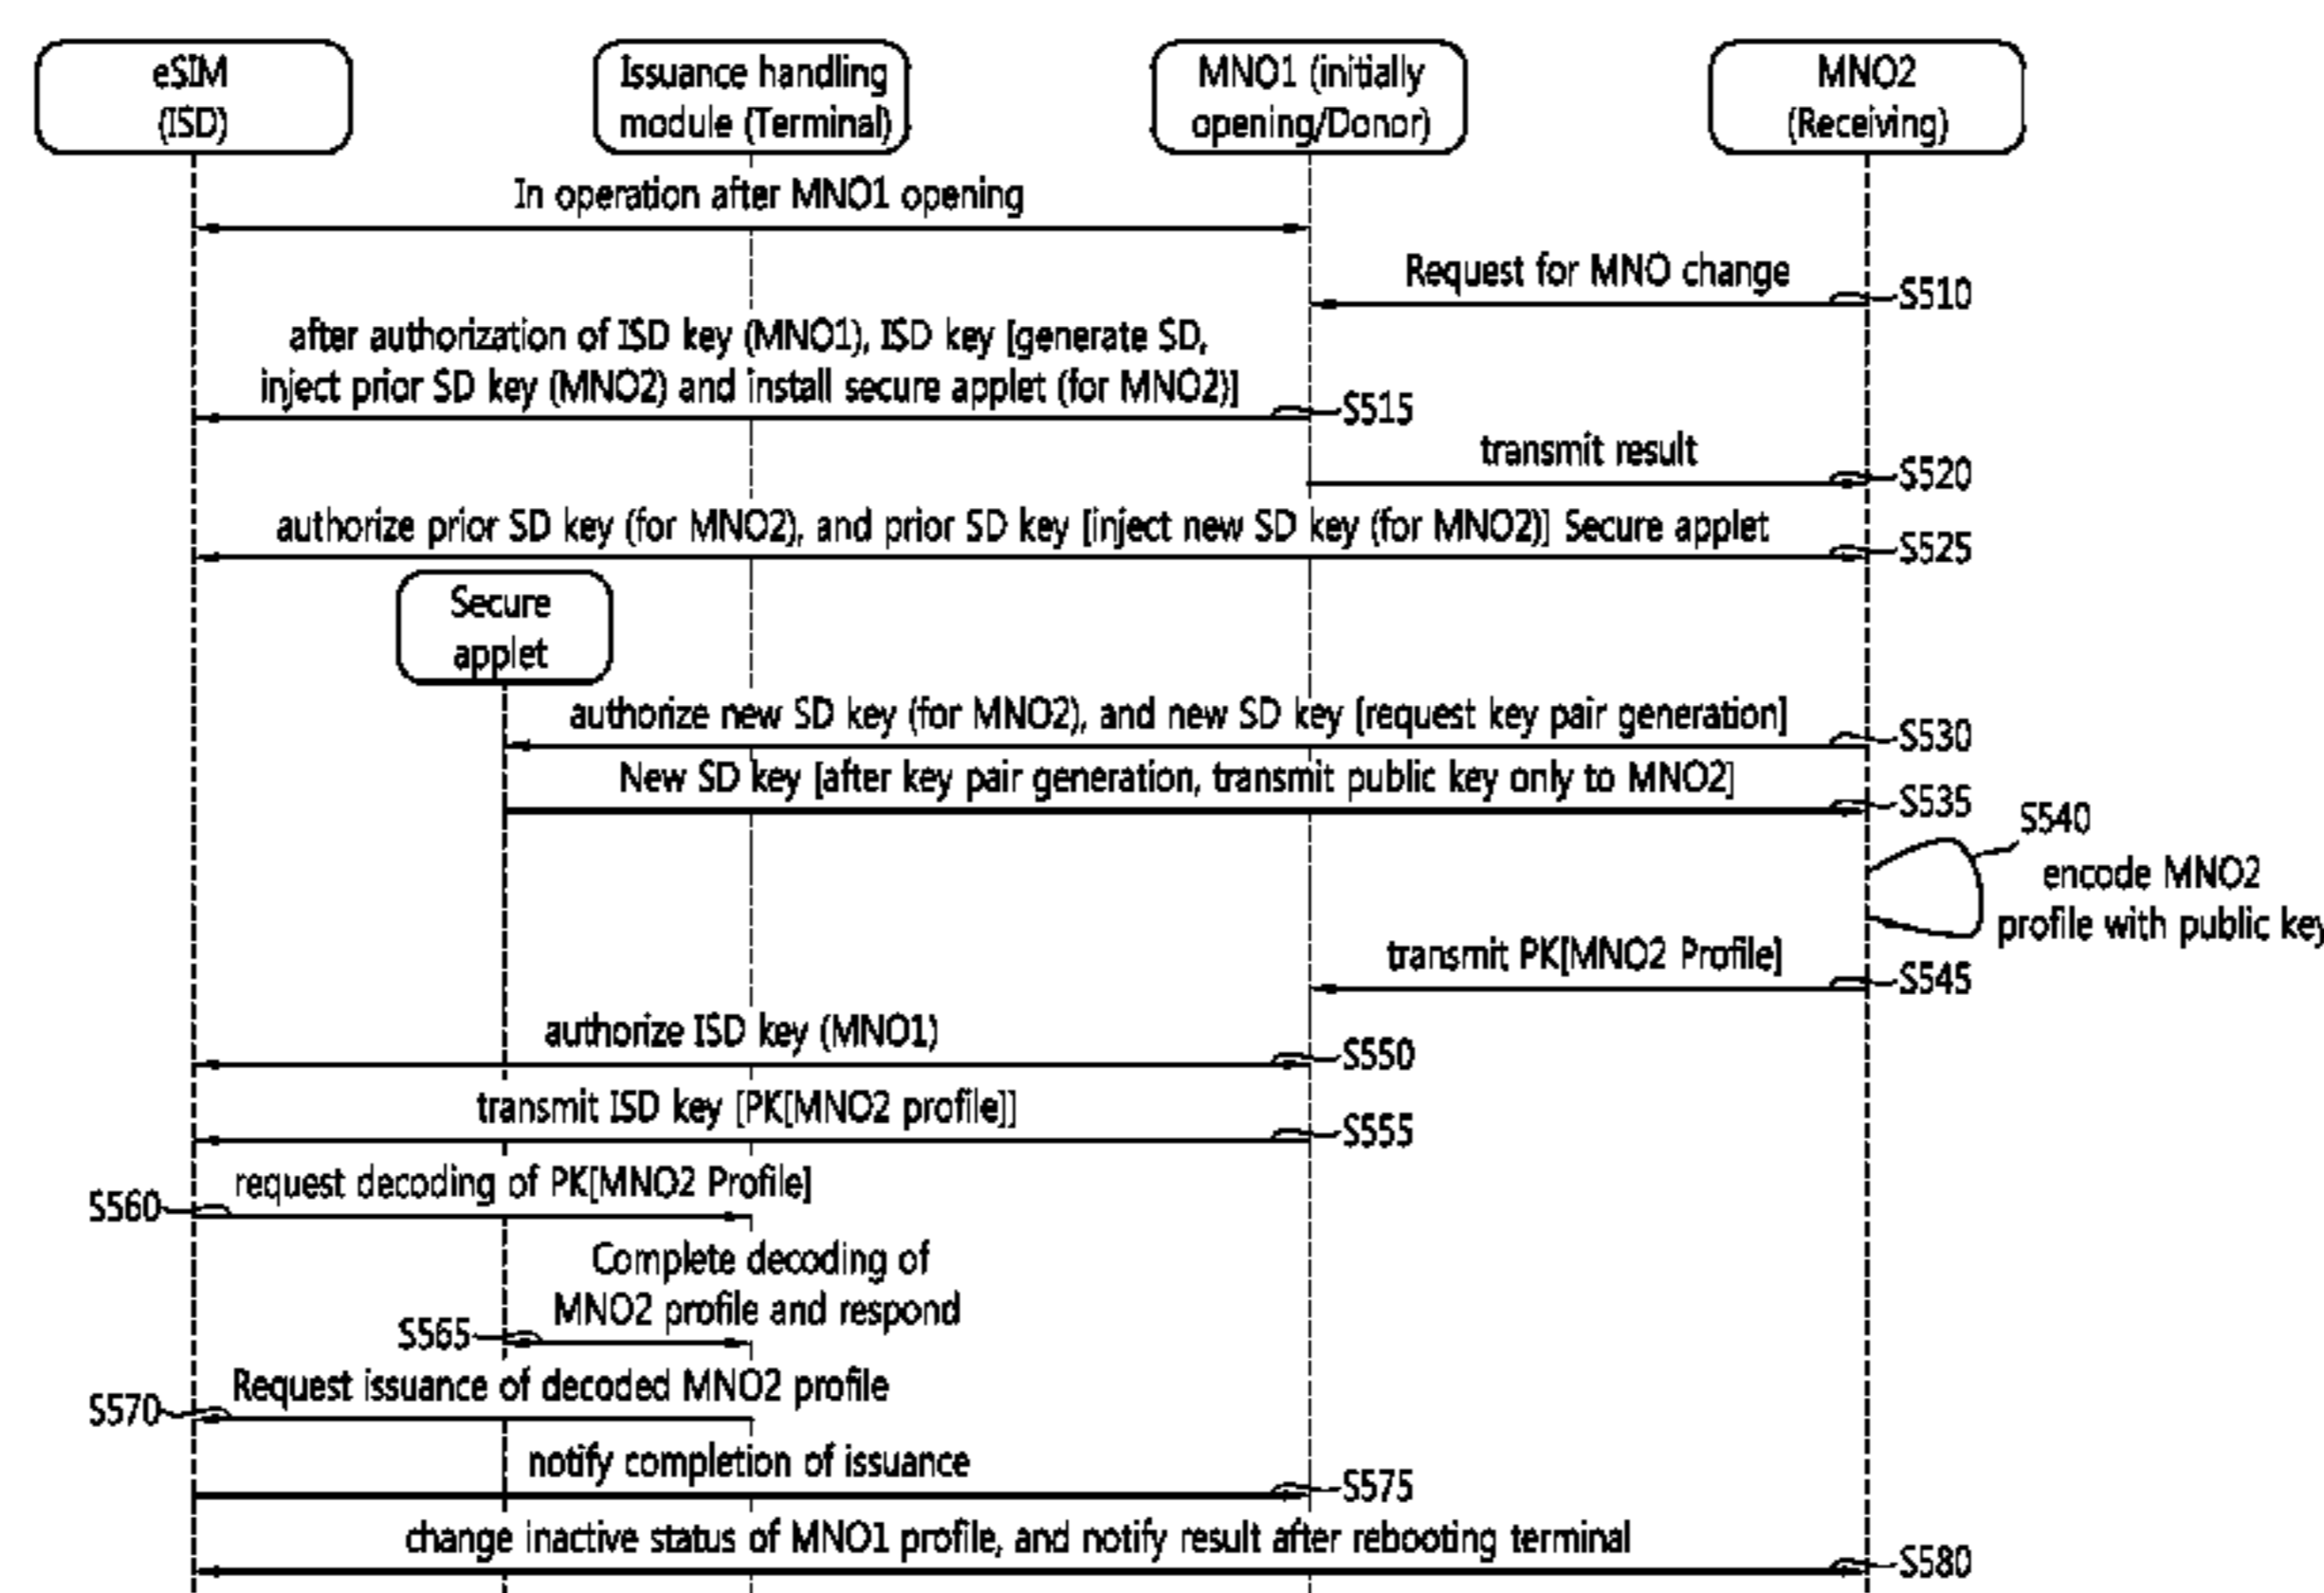 eSIM
(ISD)
Issuance handling
module (Terminal)
MNO1 (initially
opening/Donor)
MNO2
(Receiving)
In operation after MNO1 opening
Request for MNO change
S510
after authorization of ISD key (MNO1), ISD key [generate SD,
inject prior SD key (MNO2) and install secure applet (for MNO2)]
S515
transmit result
S520
authorize prior SD key (for MNO2), and prior SD key [inject new SD key (for MNO2)] Secure applet
S525
Secure
applet
authorize new SD key (for MNO2), and new SD key [request key pair generation]
S530
New SD key [after key pair generation, transmit public key only to MNO2]
S535
S540
encode MNO2
profile with public key
transmit PK[MNO2 Profile]
S545
authorize ISD key (MNO1)
S550
transmit ISD key [PK[MNO2 profile]]
S555
request decoding of PK[MNO2 Profile]
S560
Complete decoding of
MNO2 profile and respond
S565
Request issuance of decoded MNO2 profile
S570
notify completion of issuance
S575
change inactive status of MNO1 profile, and notify result after rebooting terminal
S580